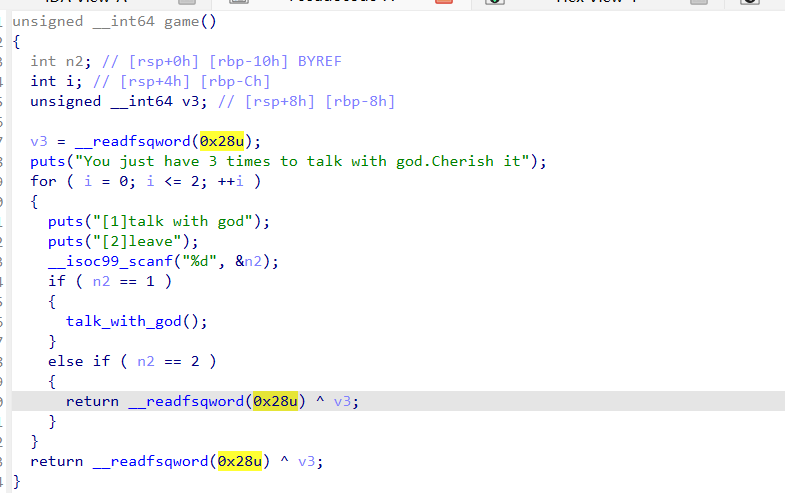 unsigned __int64 game()
{
int n2; // [rsp+0h] [rbp-10h] BYREF
int i; // [rsp+4h] [rbp-Ch]
unsigned __int64 v3; // [rsp+8h] [rbp-8h]
v3 = __readfsqword(0x28u);
puts("You just have 3 times to talk with god.Cherish it");
for ( i = 0; i <= 2; ++i )
{
puts("[1]talk with god");
puts("[2]leave");
__isoc99_scanf("%d", &n2);
if ( n2 == 1 )
{
talk_with_god();
}
else if ( n2 == 2 )
{
return __readfsqword(0x28u) ^ v3;
}
}
return __readfsqword(0x28u) ^ v3;
}